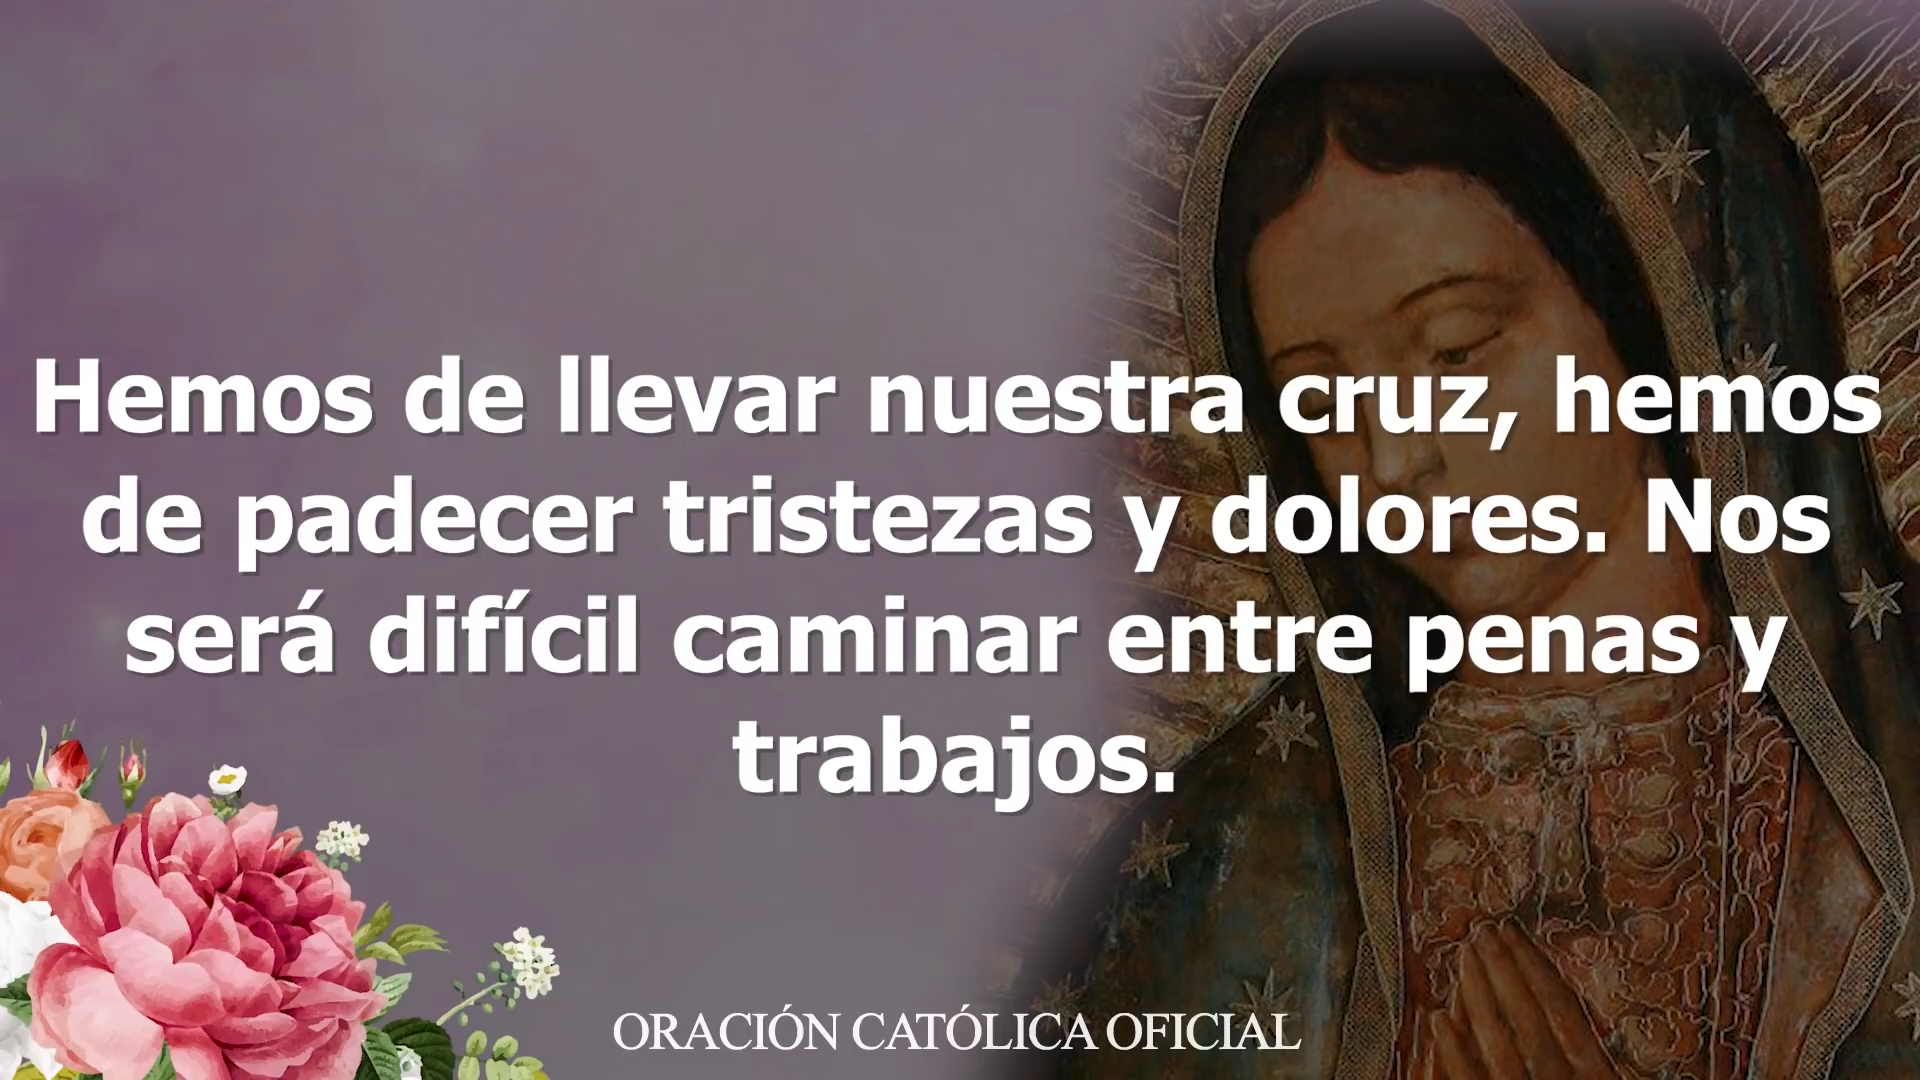 Hemos de llevar nuestra cruz, hemos
de padecer tristezas y dolores. Nos
será difícil caminar entre penas y
trabajos.
ORACIÓN CATÓLICA OFICIAL